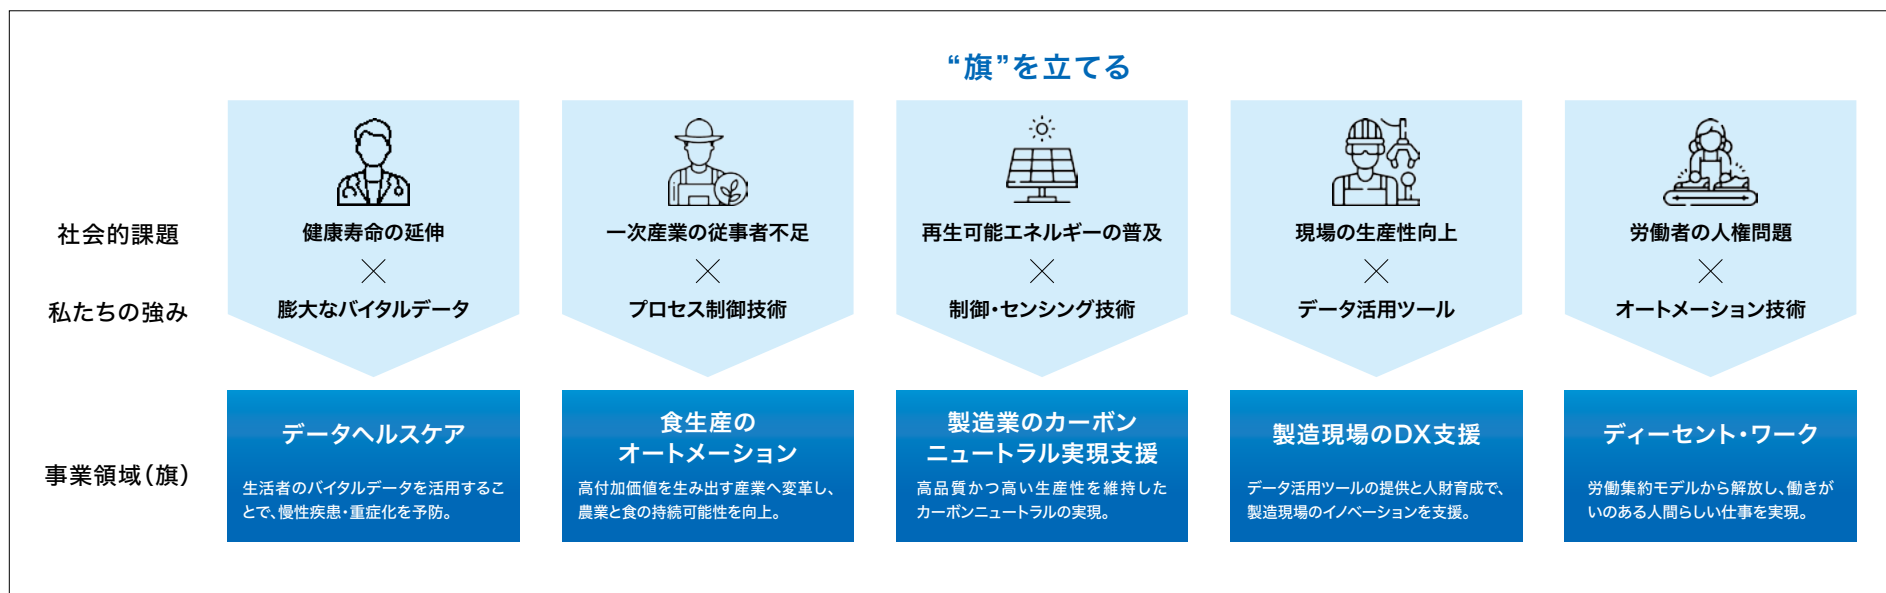 “旗”を立てる
社会的課題
健康寿命の延伸
一次産業の従事者不足
再生可能エネルギーの普及
現場の生産性向上
労働者の人権問題
×
×
×
×
×
私たちの強み
膨大なバイタルデータ
プロセス制御技術
制御・センシング技術
データ活用ツール
オートメーション技術
事業領域(旗)
データヘルスケア
生活者のバイタルデータを活用するこ
とで、慢性疾患・重症化を予防。
食生産の
オートメーション
高付加価値を生み出す産業へ変革し、
農業と食の持続可能性を向上。
製造業のカーボン
ニュートラル実現支援
高品質かつ高い生産性を維持した
カーボンニュートラルの実現。
製造現場のDX支援
データ活用ツールの提供と人財育成で、
製造現場のイノベーションを支援。
ディーセント・ワーク
労働集約モデルから解放し、働きが
いのある人間らしい仕事を実現。